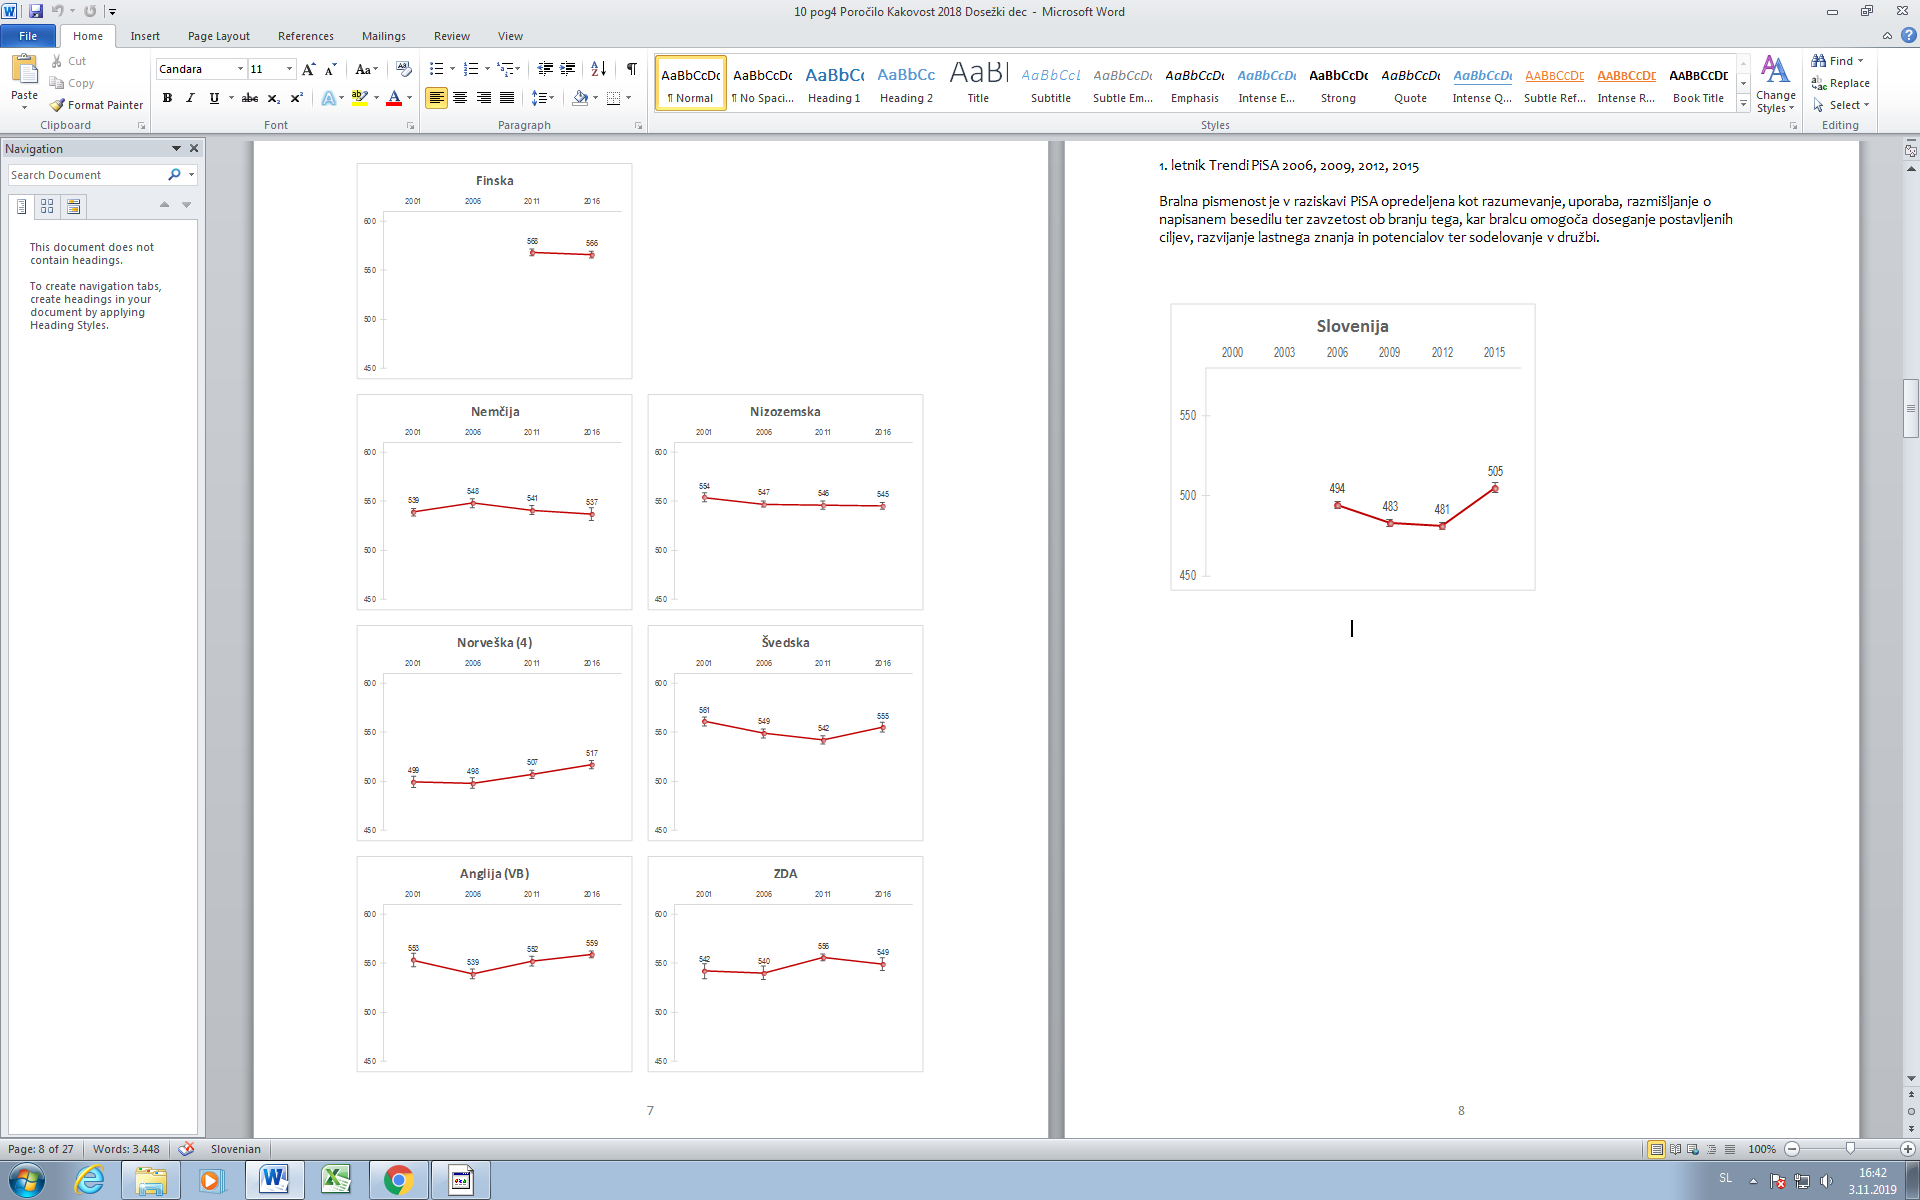 10 pog4 Poročilo Kakovost 2018 Dosežki dec - Microsoft Word
File Home Insert Page Layout References Mailings Review View
Paste
Cut
Copy
Format Painter
Clipboard
Candara 11
Font
Paragraph
AaBbCcDc AaBbCcDc AaBbCc AaBbCc AaBl AaBbCcL AaBbCcDc AaBbCcDc AaBbCcDc AaBbCcDc AaBbCcDc AaBbCcDc AABBCCDE AABBCCDE AABBCCDE
¶ Normal ¶ No Spaci... Heading 1 Heading 2 Title Subtitle Subtle Em... Emphasis Intense E... Strong Quote Intense Q... Subtle Ref... Intense R... Book Title
Styles
Change
Styles
Find
Replace
Select
Editing
Navigation
Search Document
This document does not
contain headings.
To create navigation tabs,
create headings in your
document by applying
Heading Styles.
Finska
2001 2006 2011 2016
600
568 566
550
500
450
Nemčija
2001 2006 2011 2016
600
539 548 541 537
550
500
450
Nizozemska
2001 2006 2011 2016
600
554 547 546 545
550
500
450
Norveška (4)
2001 2006 2011 2016
600
550
499 498 507 517
500
450
Švedska
2001 2006 2011 2016
600
561 549 542 555
550
500
450
Anglija (VB)
2001 2006 2011 2016
600
553 539 552 559
550
500
450
ZDA
2001 2006 2011 2016
600
542 540 556 549
550
500
450
7
1. letnik Trendi PiSA 2006, 2009, 2012, 2015
Bralna pismenost je v raziskavi PiSA opredeljena kot razumevanje, uporaba, razmišljanje o
napisanem besedilu ter zavzetost ob branju tega, kar bralcu omogoča doseganje postavljenih
ciljev, razvijanje lastnega znanja in potencialov ter sodelovanje v družbi.
Slovenija
2000 2003 2006 2009 2012 2015
550
494 483 481 505
500
450
8
Page: 8 of 27 Words: 3.448 Slovenian
100%
SL
16:42
3.11.2019